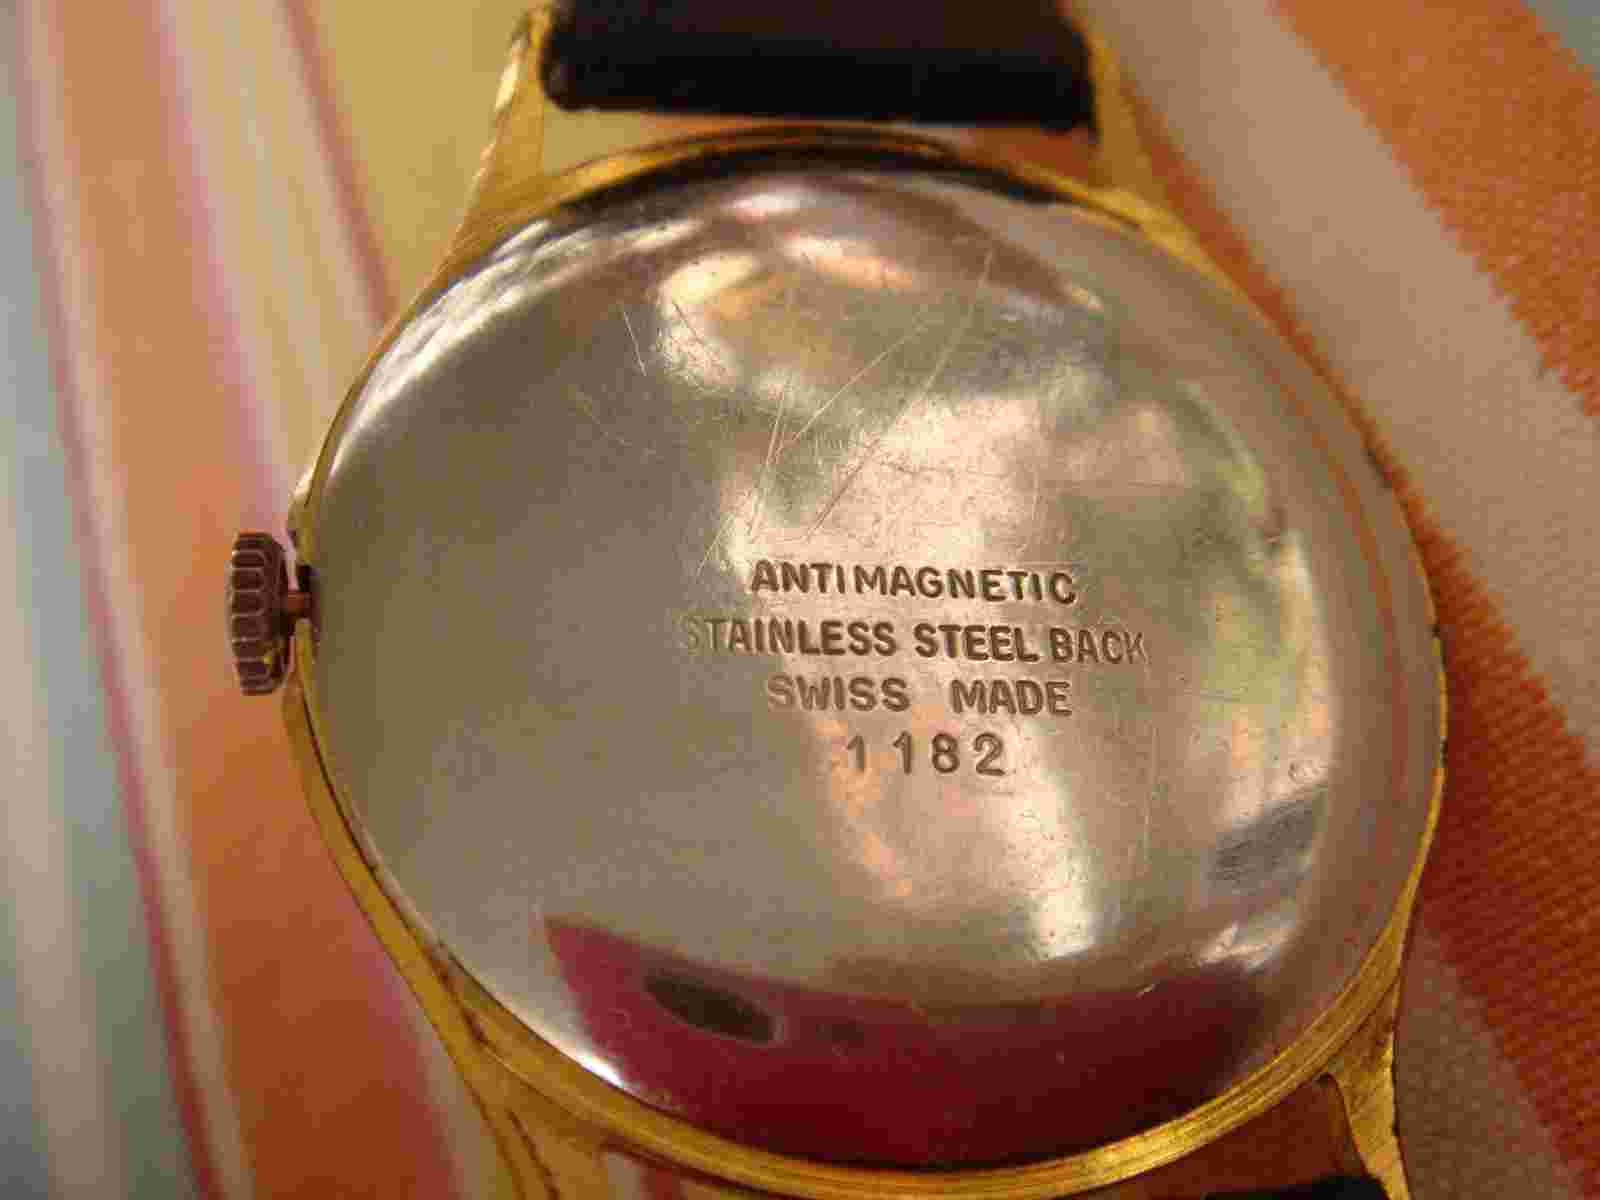 ANTIMAGNETIC
STAINLESS STEEL BACK
SWISS MADE
1182